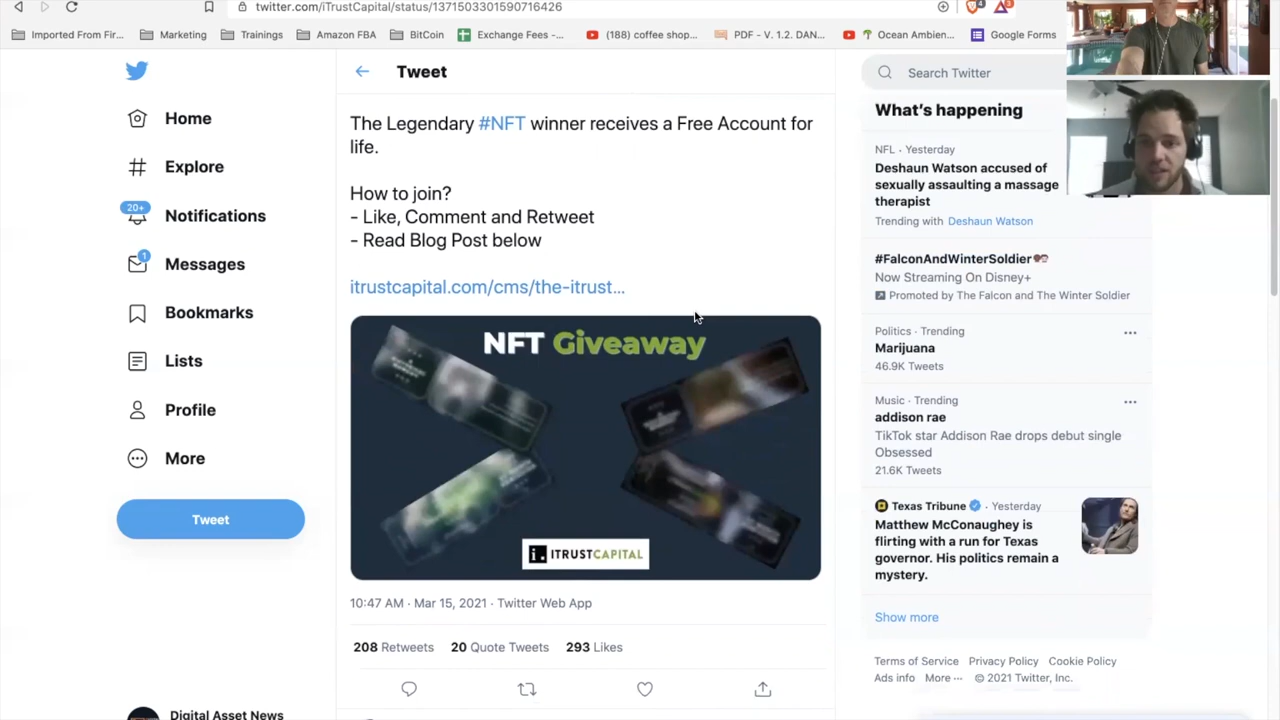 twitter.com/iTrustCapital/status/1371503301590716426
4
Imported From Fir...
Marketing
Trainings
Amazon FBA
BitCoin
Exchange Fees -...
(188) coffee shop...
PDF - V. 1.2. DAN...
Ocean Ambien...
Google Forms
Home
Explore
20+
Notifications
1
Messages
Bookmarks
Lists
Profile
More
Tweet
Digital Asset News
Tweet
The Legendary #NFT winner receives a Free Account for
life.
How to join?
- Like, Comment and Retweet
- Read Blog Post below
itrustcapital.com/cms/the-itrust...
NFT Giveaway
i. ITRUSTCAPITAL
10:47 AM · Mar 15, 2021 · Twitter Web App
208 Retweets 20 Quote Tweets 293 Likes
Search Twitter
What's happening
NFL · Yesterday
Deshaun Watson accused of
sexually assaulting a massage
therapist
Trending with Deshaun Watson
#FalconAndWinterSoldier
Now Streaming On Disney+
Promoted by The Falcon and The Winter Soldier
Politics · Trending
Marijuana
46.9K Tweets
Music · Trending
addison rae
TikTok star Addison Rae drops debut single
Obsessed
21.6K Tweets
Texas Tribune · Yesterday
Matthew McConaughey is
flirting with a run for Texas
governor. His politics remain a
mystery.
Show more
Terms of Service Privacy Policy Cookie Policy
Ads info More ··· © 2021 Twitter, Inc.